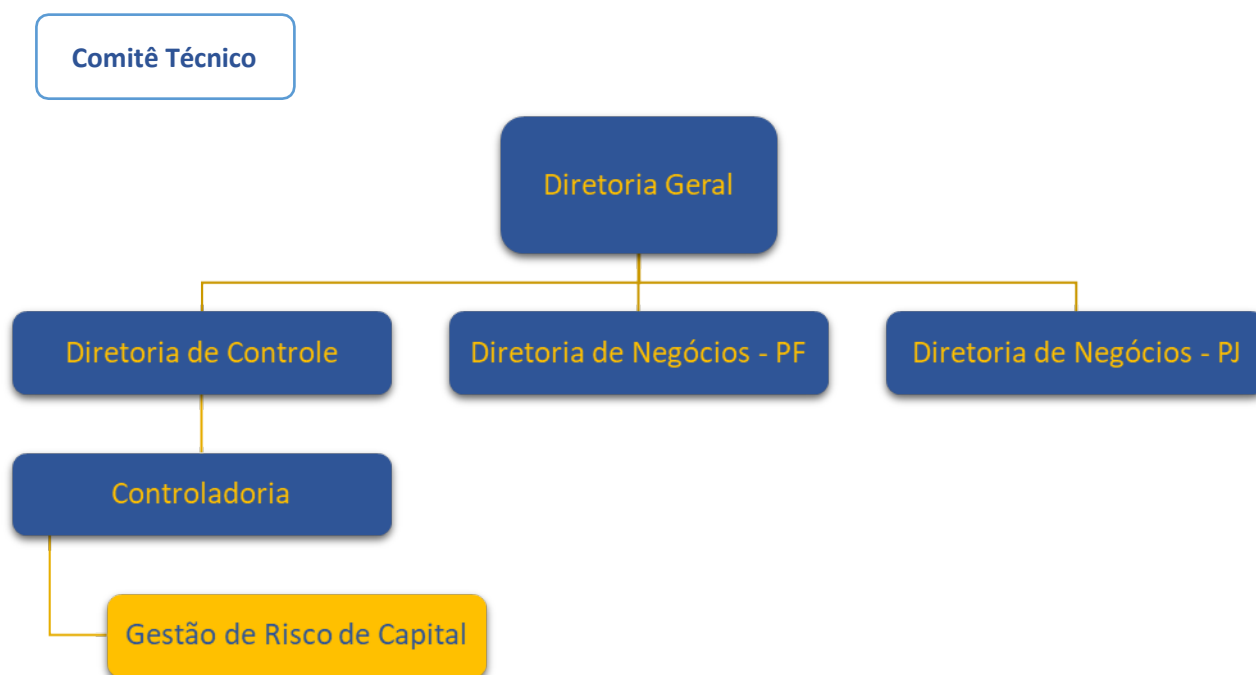 Comitê Técnico
Diretoria Geral
Diretoria de Controle
Diretoria de Negócios - PF
Diretoria de Negócios - PJ
Controladoria
Gestão de Risco de Capital